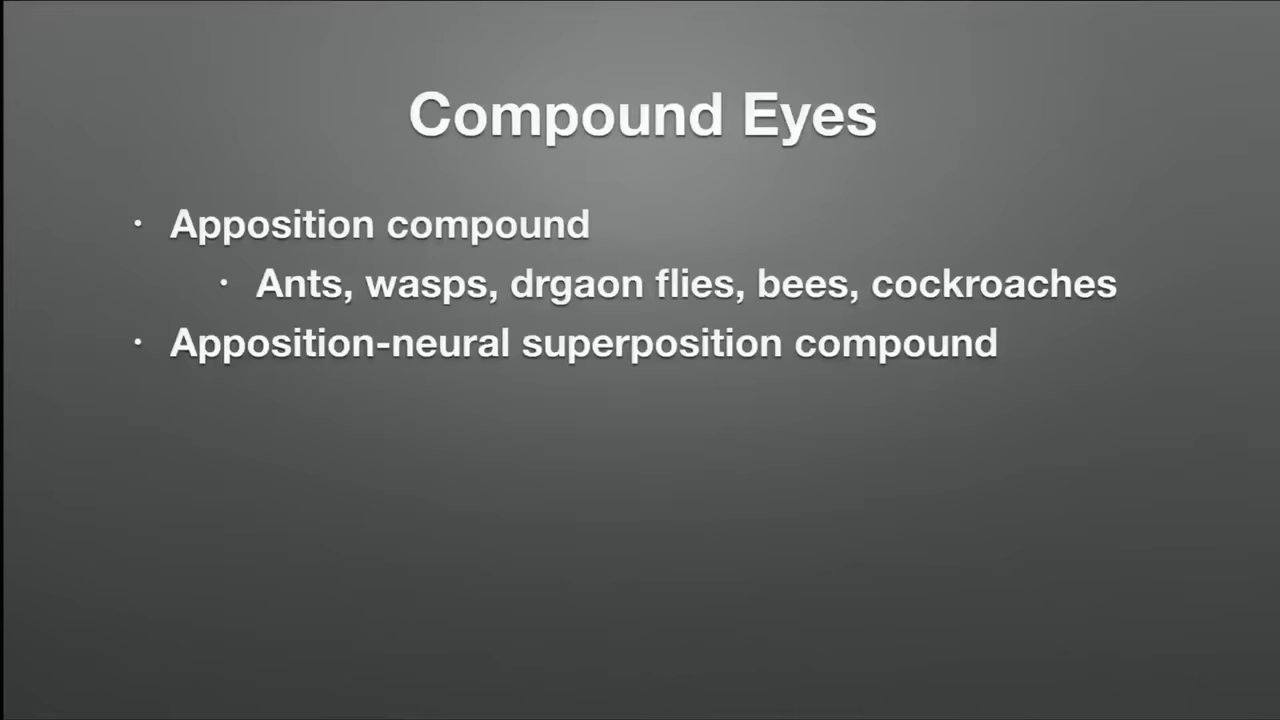 Compound Eyes
· Apposition compound
· Ants, wasps, drgaon flies, bees, cockroaches
· Apposition-neural superposition compound